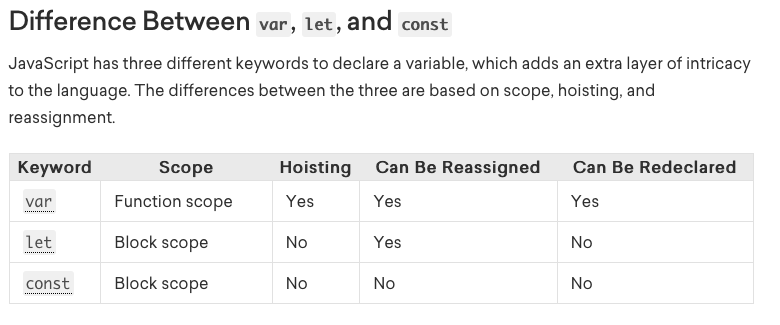 Difference Between var, let, and const
JavaScript has three different keywords to declare a variable, which adds an extra layer of intricacy
to the language. The differences between the three are based on scope, hoisting, and
reassignment.
Keyword Scope Hoisting Can Be Reassigned Can Be Redeclared
var Function scope Yes Yes Yes
let Block scope No Yes No
const Block scope No No No